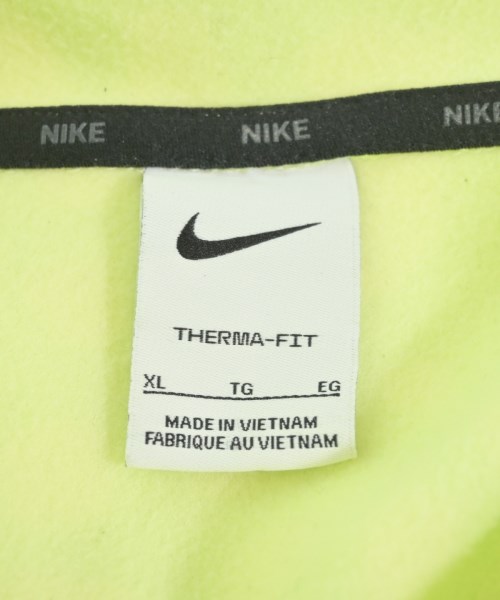 NIKE NIKE NIKE
THERMA-FIT
XL TG EG
MADE IN VIETNAM
FABRIQUE AU VIETNAM